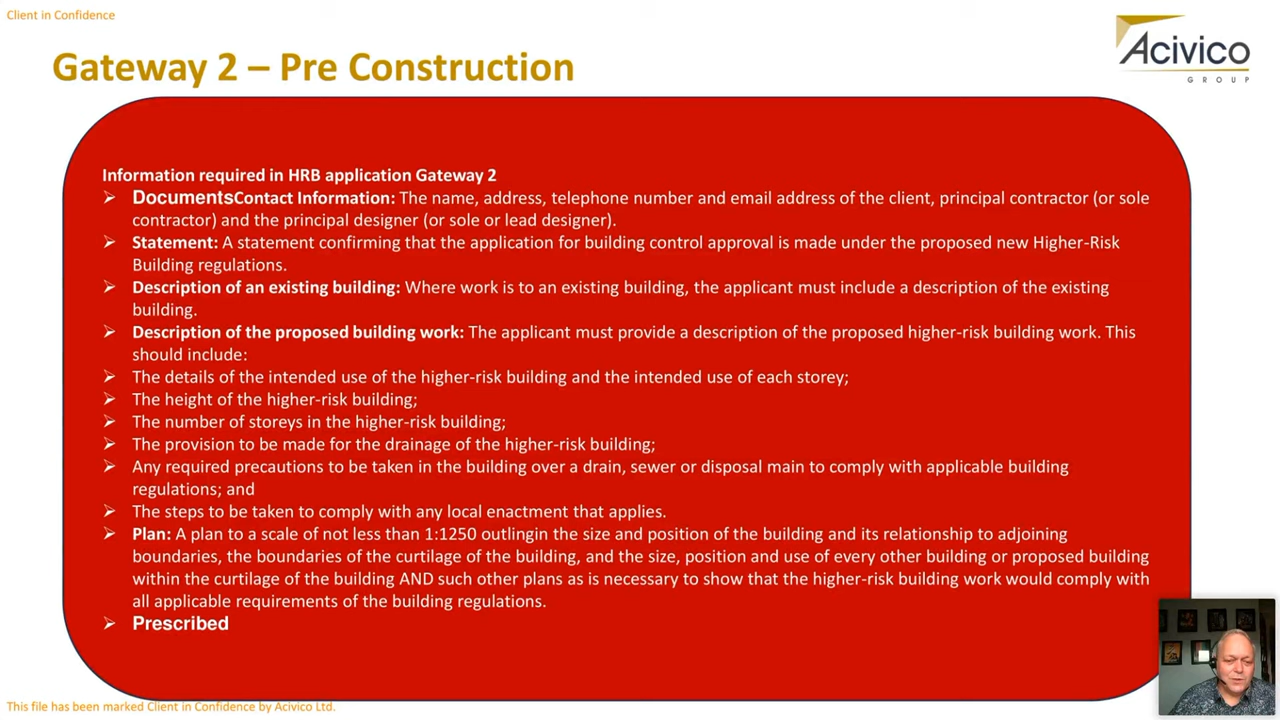 Client in Confidence
Acivico
GROUP
Gateway 2 – Pre Construction
Information required in HRB application Gateway 2
➢ DocumentsContact Information: The name, address, telephone number and email address of the client, principal contractor (or sole
contractor) and the principal designer (or sole or lead designer).
➢ Statement: A statement confirming that the application for building control approval is made under the proposed new Higher-Risk
Building regulations.
➢ Description of an existing building: Where work is to an existing building, the applicant must include a description of the existing
building.
➢ Description of the proposed building work: The applicant must provide a description of the proposed higher-risk building work. This
should include:
➢ The details of the intended use of the higher-risk building and the intended use of each storey;
➢ The height of the higher-risk building;
➢ The number of storeys in the higher-risk building;
➢ The provision to be made for the drainage of the higher-risk building;
➢ Any required precautions to be taken in the building over a drain, sewer or disposal main to comply with applicable building
regulations; and
➢ The steps to be taken to comply with any local enactment that applies.
➢ Plan: A plan to a scale of not less than 1:1250 outlingin the size and position of the building and its relationship to adjoining
boundaries, the boundaries of the curtilage of the building, and the size, position and use of every other building or proposed building
within the curtilage of the building AND such other plans as is necessary to show that the higher-risk building work would comply with
all applicable requirements of the building regulations.
➢ Prescribed
This file has been marked Client in Confidence by Acivico Ltd.